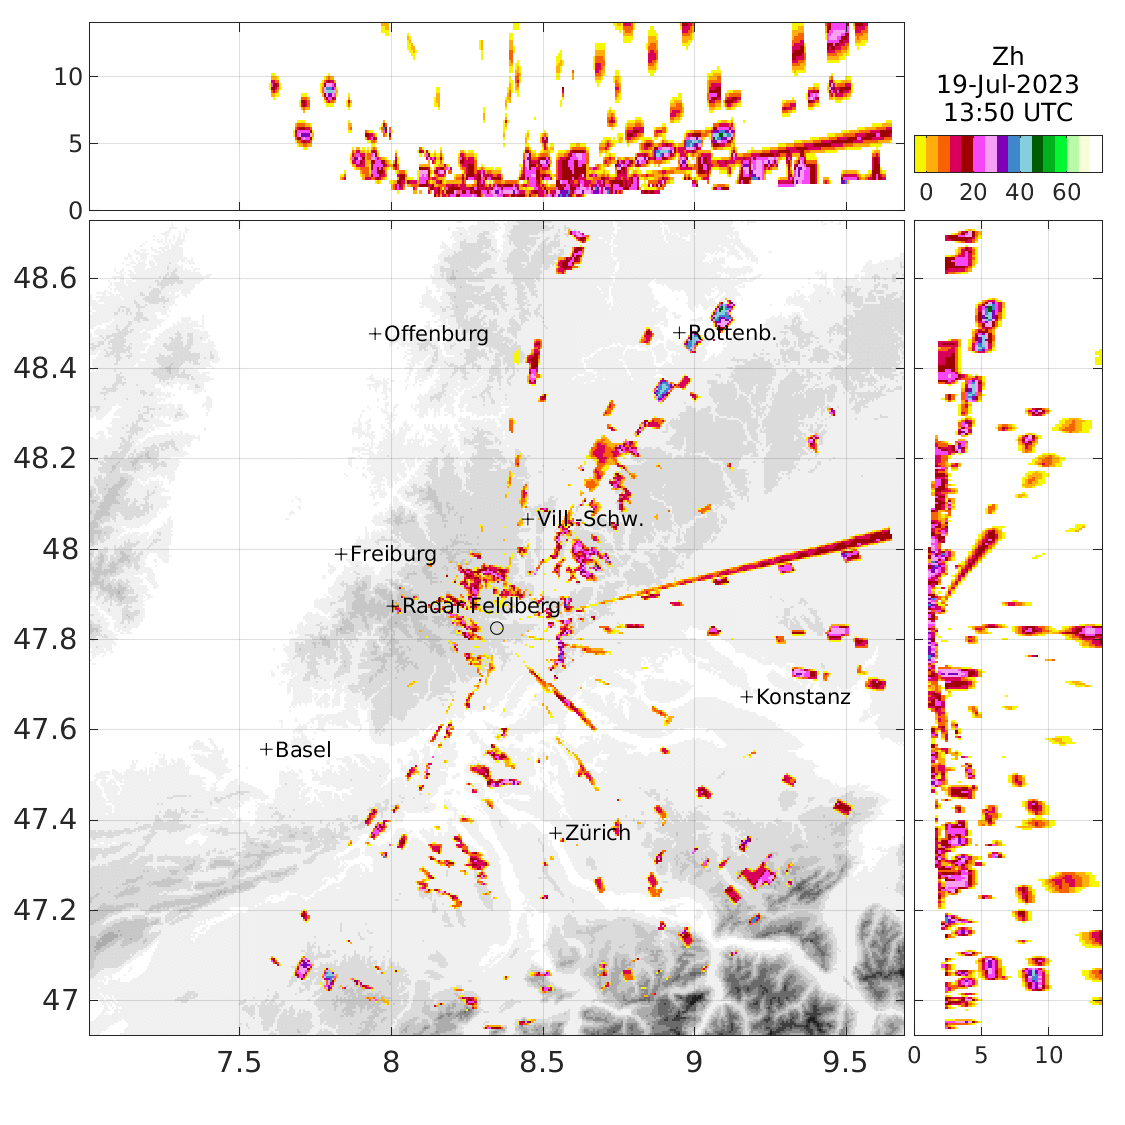 Zh
19-Jul-2023
13:50 UTC
0 20 40 60
10
5
0
48.6
48.4
48.2
48
47.8
47.6
47.4
47.2
47
+Offenburg
+Rottenb.
+Vill.-Schw.
+Freiburg
+Radar Feldberg
+Konstanz
+Basel
+Zürich
7.5 8 8.5 9 9.5
0 5 10